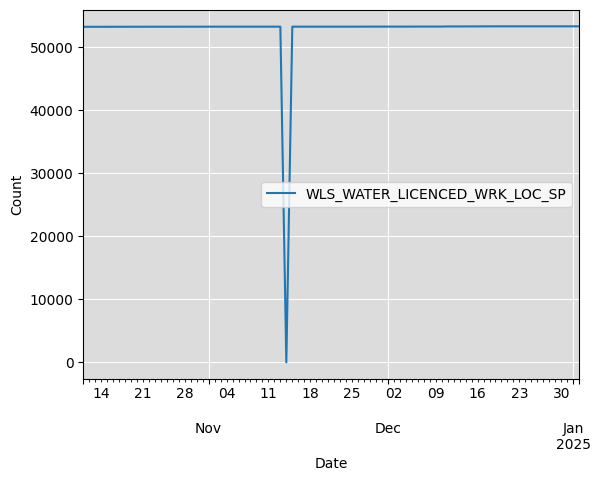 50000
40000
30000
20000
10000
0
Count
WLS_WATER_LICENCED_WRK_LOC_SP
14 21 28 04 11 18 25 02 09 16 23 30
Nov Dec Jan
2025
Date